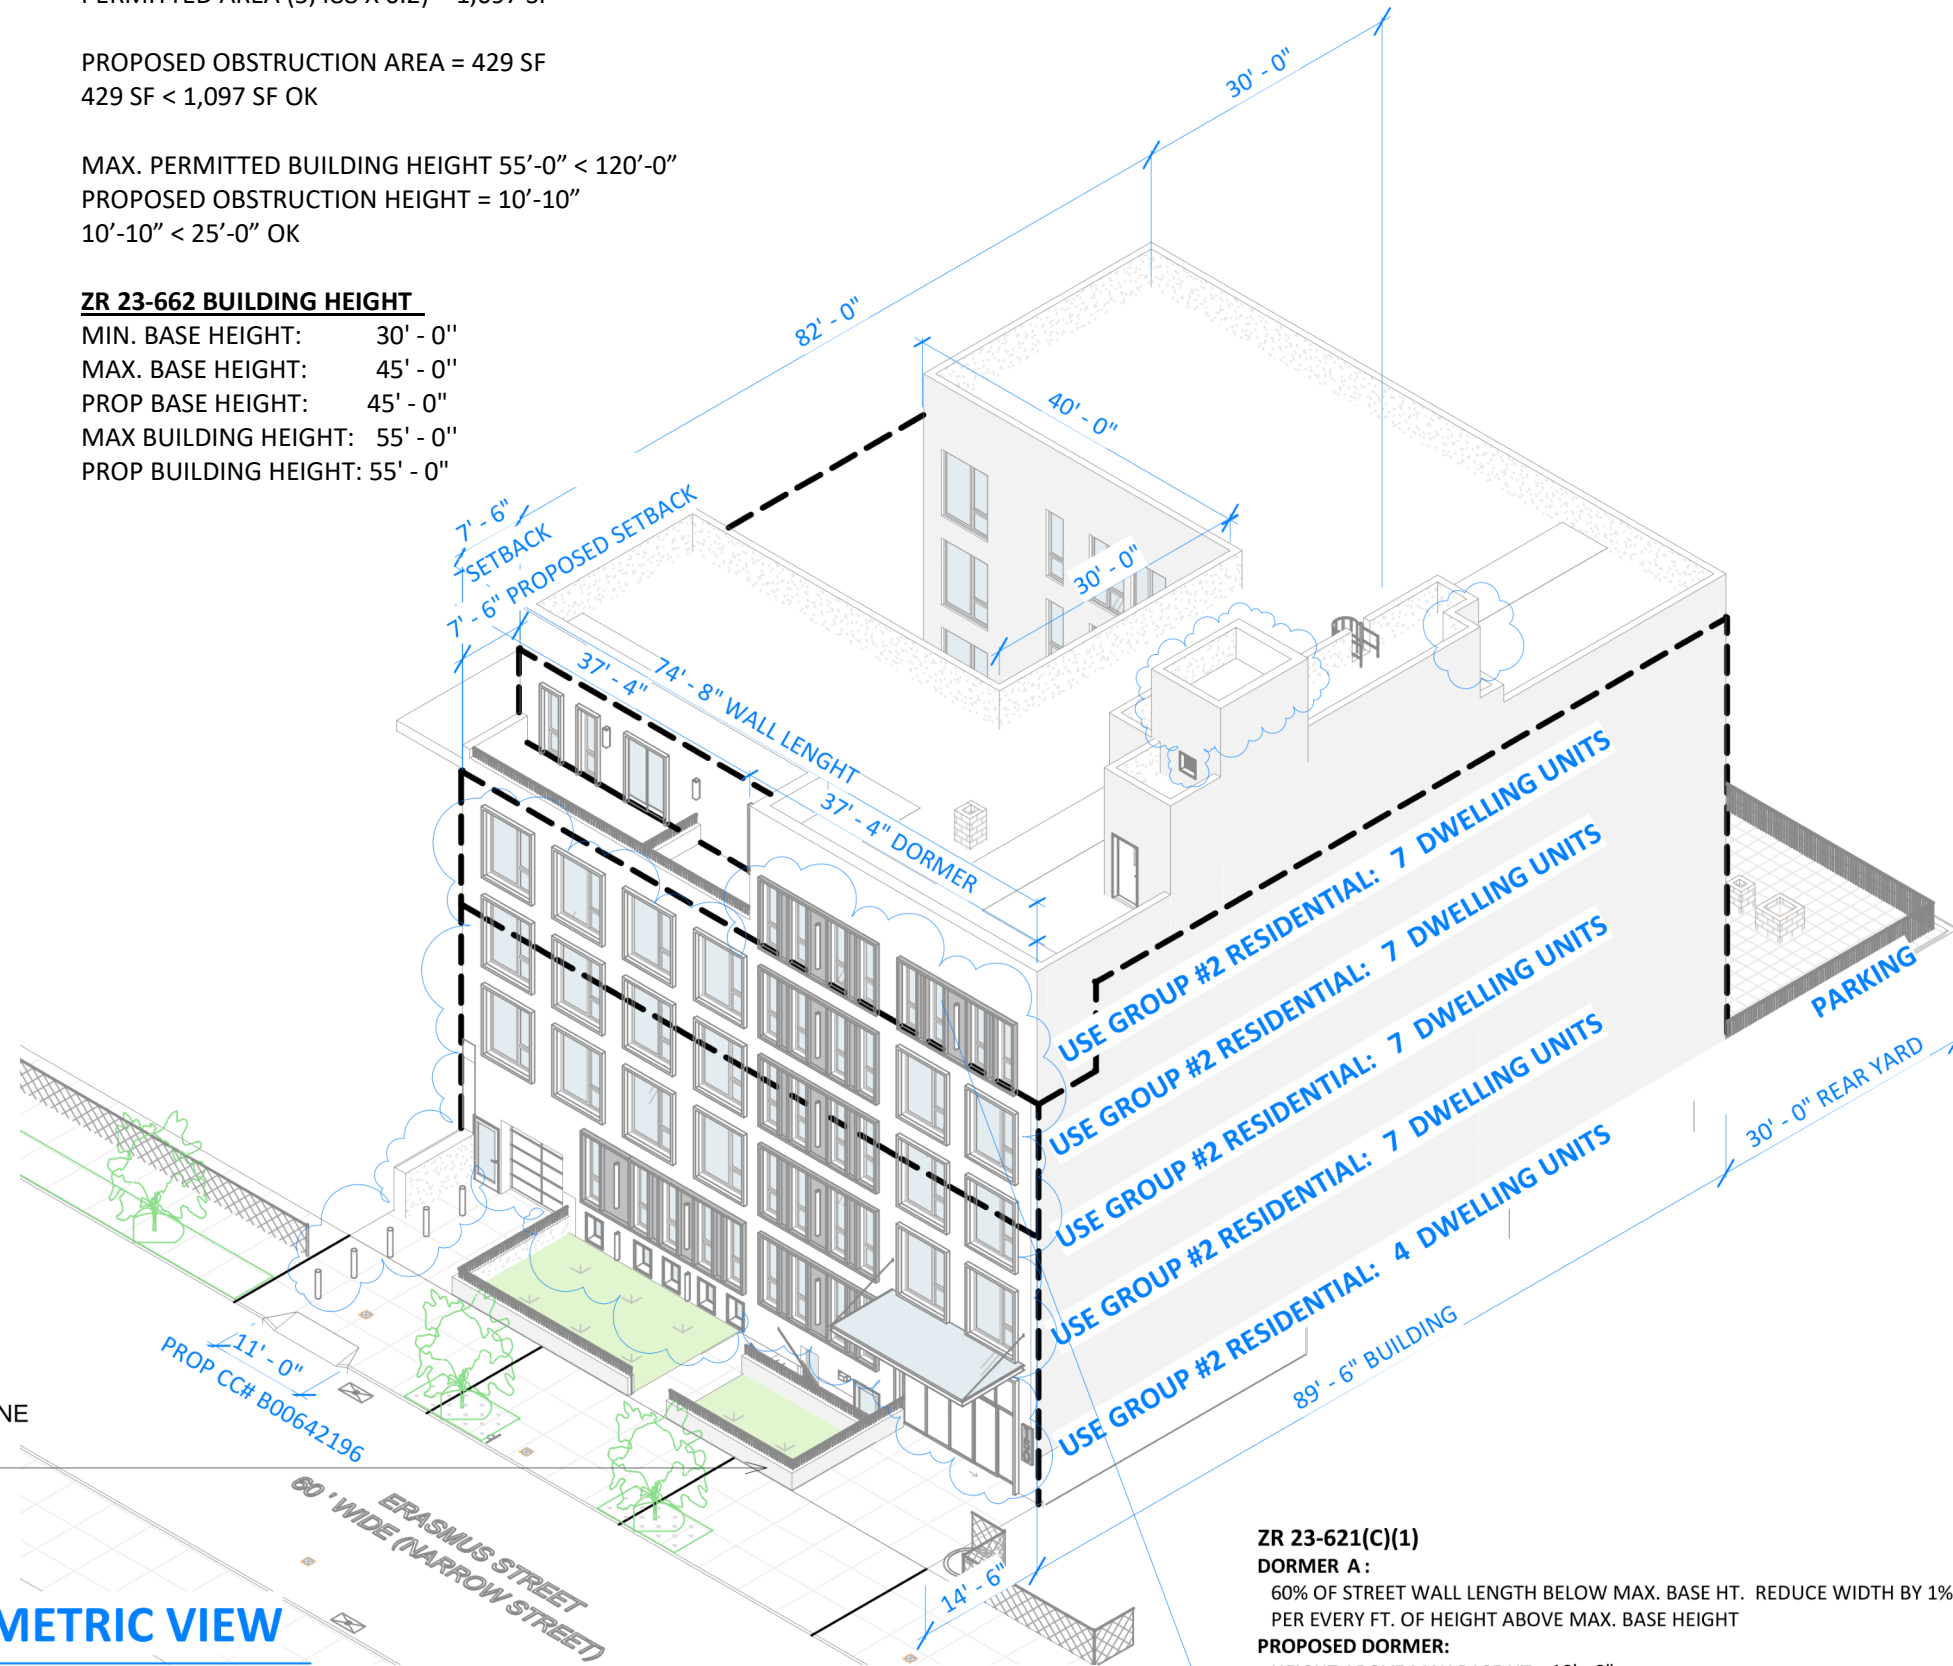 PERMITTED AREA (5,488 X 0.2) = 1,097 SF
PROPOSED OBSTRUCTION AREA = 429 SF
429 SF < 1,097 SF OK
MAX. PERMITTED BUILDING HEIGHT 55’-0” < 120’-0”
PROPOSED OBSTRUCTION HEIGHT = 10’-10”
10’-10” < 25’-0” OK
ZR 23-662 BUILDING HEIGHT
MIN. BASE HEIGHT: 30' - 0''
MAX. BASE HEIGHT: 45' - 0''
PROP BASE HEIGHT: 45' - 0"
MAX BUILDING HEIGHT: 55' - 0''
PROP BUILDING HEIGHT: 55' - 0"
30' - 0"
82' - 0"
40' - 0"
30' - 0"
7' - 6"
SETBACK
7' - 6" PROPOSED SETBACK
37' - 4"
74' - 8" WALL LENGHT
37' - 4" DORMER
USE GROUP #2 RESIDENTIAL: 7 DWELLING UNITS
USE GROUP #2 RESIDENTIAL: 7 DWELLING UNITS
USE GROUP #2 RESIDENTIAL: 7 DWELLING UNITS
USE GROUP #2 RESIDENTIAL: 7 DWELLING UNITS
USE GROUP #2 RESIDENTIAL: 4 DWELLING UNITS
PARKING
30' - 0" REAR YARD
89' - 6" BUILDING
11' - 0"
PROP CC# B00642196
NE
ERASMUS STREET
60 ' WIDE (NARROW STREET)
14' - 6"
METRIC VIEW
ZR 23-621(C)(1)
DORMER A :
60% OF STREET WALL LENGTH BELOW MAX. BASE HT. REDUCE WIDTH BY 1%
PER EVERY FT. OF HEIGHT ABOVE MAX. BASE HEIGHT
PROPOSED DORMER: